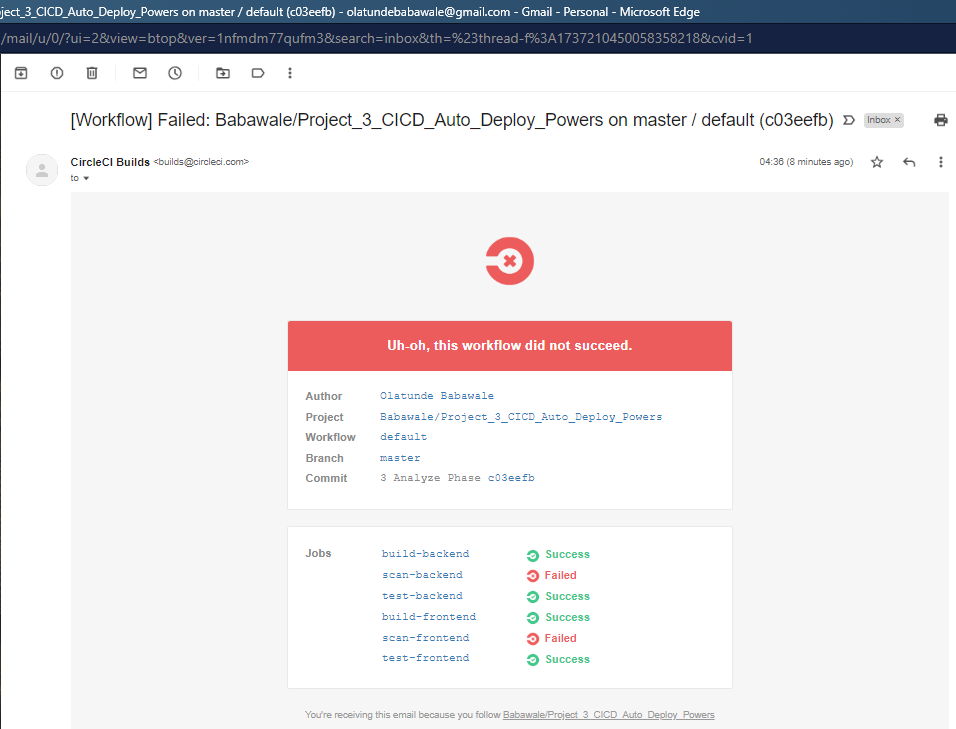 ject_3_CICD_Auto_Deploy_Powers on master / default (c03eefb) - olatundebabawale@gmail.com - Gmail - Personal - Microsoft Edge
/mail/u/0/?ui=2&view=btop&ver=1nfmdm77qufm3&search=inbox&th=%23thread-f%3A1737210450058358218&cvid=1
[Workflow] Failed: Babawale/Project_3_CICD_Auto_Deploy_Powers on master / default (c03eefb) Inbox ×
CircleCI Builds <builds@circleci.com> 04:36 (8 minutes ago)
to
Uh-oh, this workflow did not succeed.
Author Olatunde Babawale
Project Babawale/Project_3_CICD_Auto_Deploy_Powers
Workflow default
Branch master
Commit 3 Analyze Phase c03eefb
Jobs build-backend Success
scan-backend Failed
test-backend Success
build-frontend Success
scan-frontend Failed
test-frontend Success
You're receiving this email because you follow Babawale/Project_3_CICD_Auto_Deploy_Powers